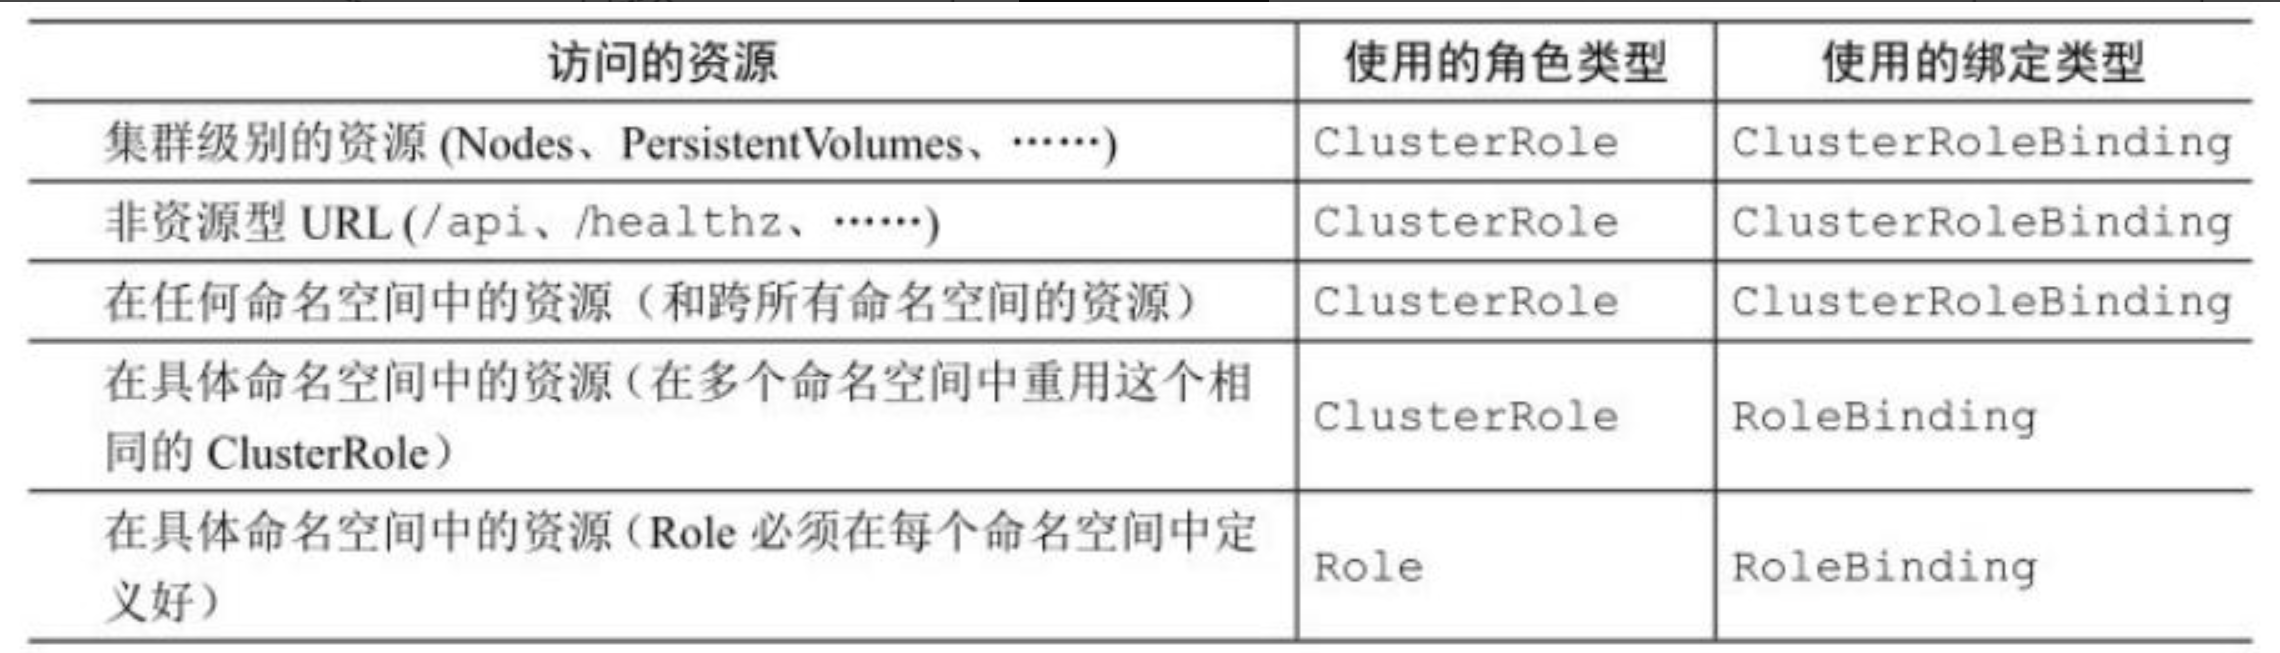 访问的资源 使用的角色类型 使用的绑定类型
集群级别的资源 (Nodes、PersistentVolumes、……) ClusterRole ClusterRoleBinding
非资源型 URL (/api、/healthz、……) ClusterRole ClusterRoleBinding
在任何命名空间中的资源（和跨所有命名空间的资源） ClusterRole ClusterRoleBinding
在具体命名空间中的资源（在多个命名空间中重用这个相
同的 ClusterRole） ClusterRole RoleBinding
在具体命名空间中的资源（Role 必须在每个命名空间中定
义好） Role RoleBinding